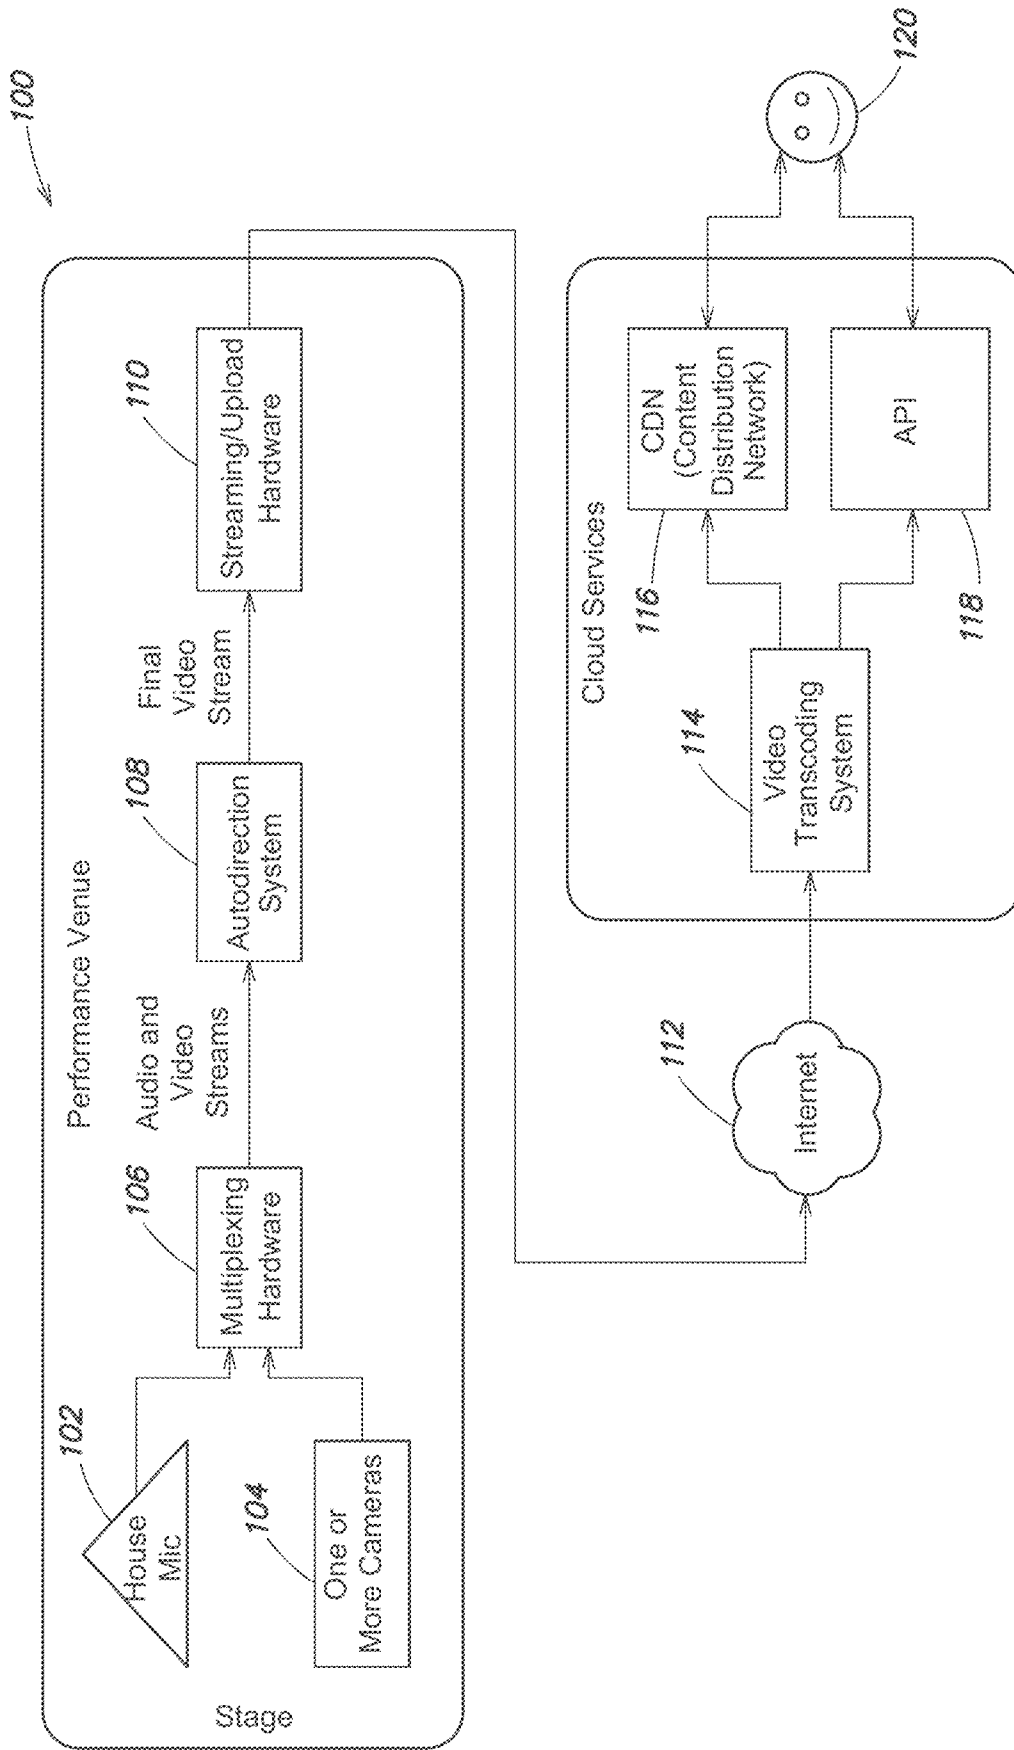 100
Performance Venue
Stage
102
House
Mic
104
One or
More Cameras
106
Multiplexing
Hardware
Audio and
Video
Streams
108
Autodirection
System
Final
Video
Stream
110
Streaming/Upload
Hardware
112
Internet
Cloud Services
114
Video
Transcoding
System
116
CDN
(Content
Distribution
Network)
118
API
120